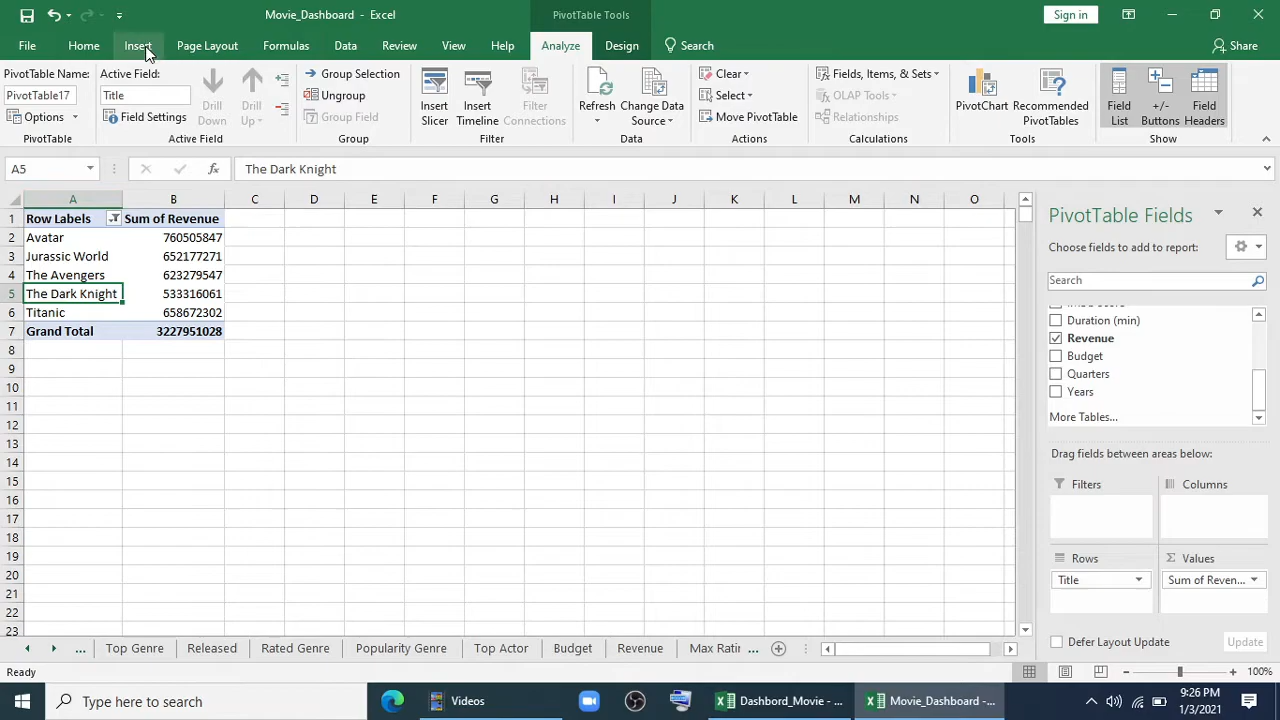 Movie_Dashboard - Excel
PivotTable Tools
Sign in
File Home Insert Page Layout Formulas Data Review View Help Analyze Design Search Share
PivotTable Name:
PivotTable17
Options
PivotTable
Active Field:
Title
Field Settings
Drill Down
Drill Up
Active Field
Group Selection
Ungroup
Group Field
Group
Insert Slicer
Insert Timeline
Filter Connections
Filter
Refresh
Change Data Source
Data
Clear
Select
Move PivotTable
Actions
Fields, Items, & Sets
OLAP Tools
Relationships
Calculations
PivotChart
Recommended PivotTables
Tools
Field List
+/- Buttons
Field Headers
Show
A5 fx The Dark Knight
A B C D E F G H I J K L M N O
1 Row Labels Sum of Revenue
2 Avatar 760505847
3 Jurassic World 652177271
4 The Avengers 623279547
5 The Dark Knight 533316061
6 Titanic 658672302
7 Grand Total 3227951028
8
9
10
11
12
13
14
15
16
17
18
19
20
21
22
23
PivotTable Fields
Choose fields to add to report:
Search
Duration (min)
Revenue
Budget
Quarters
Years
More Tables...
Drag fields between areas below:
Filters Columns
Rows Values
Title Sum of Reven...
Defer Layout Update Update
... Top Genre Released Rated Genre Popularity Genre Top Actor Budget Revenue Max Ratin ...
Ready 100%
Type here to search
Videos
Dashbord_Movie - ...
Movie_Dashboard -...
9:26 PM
1/3/2021